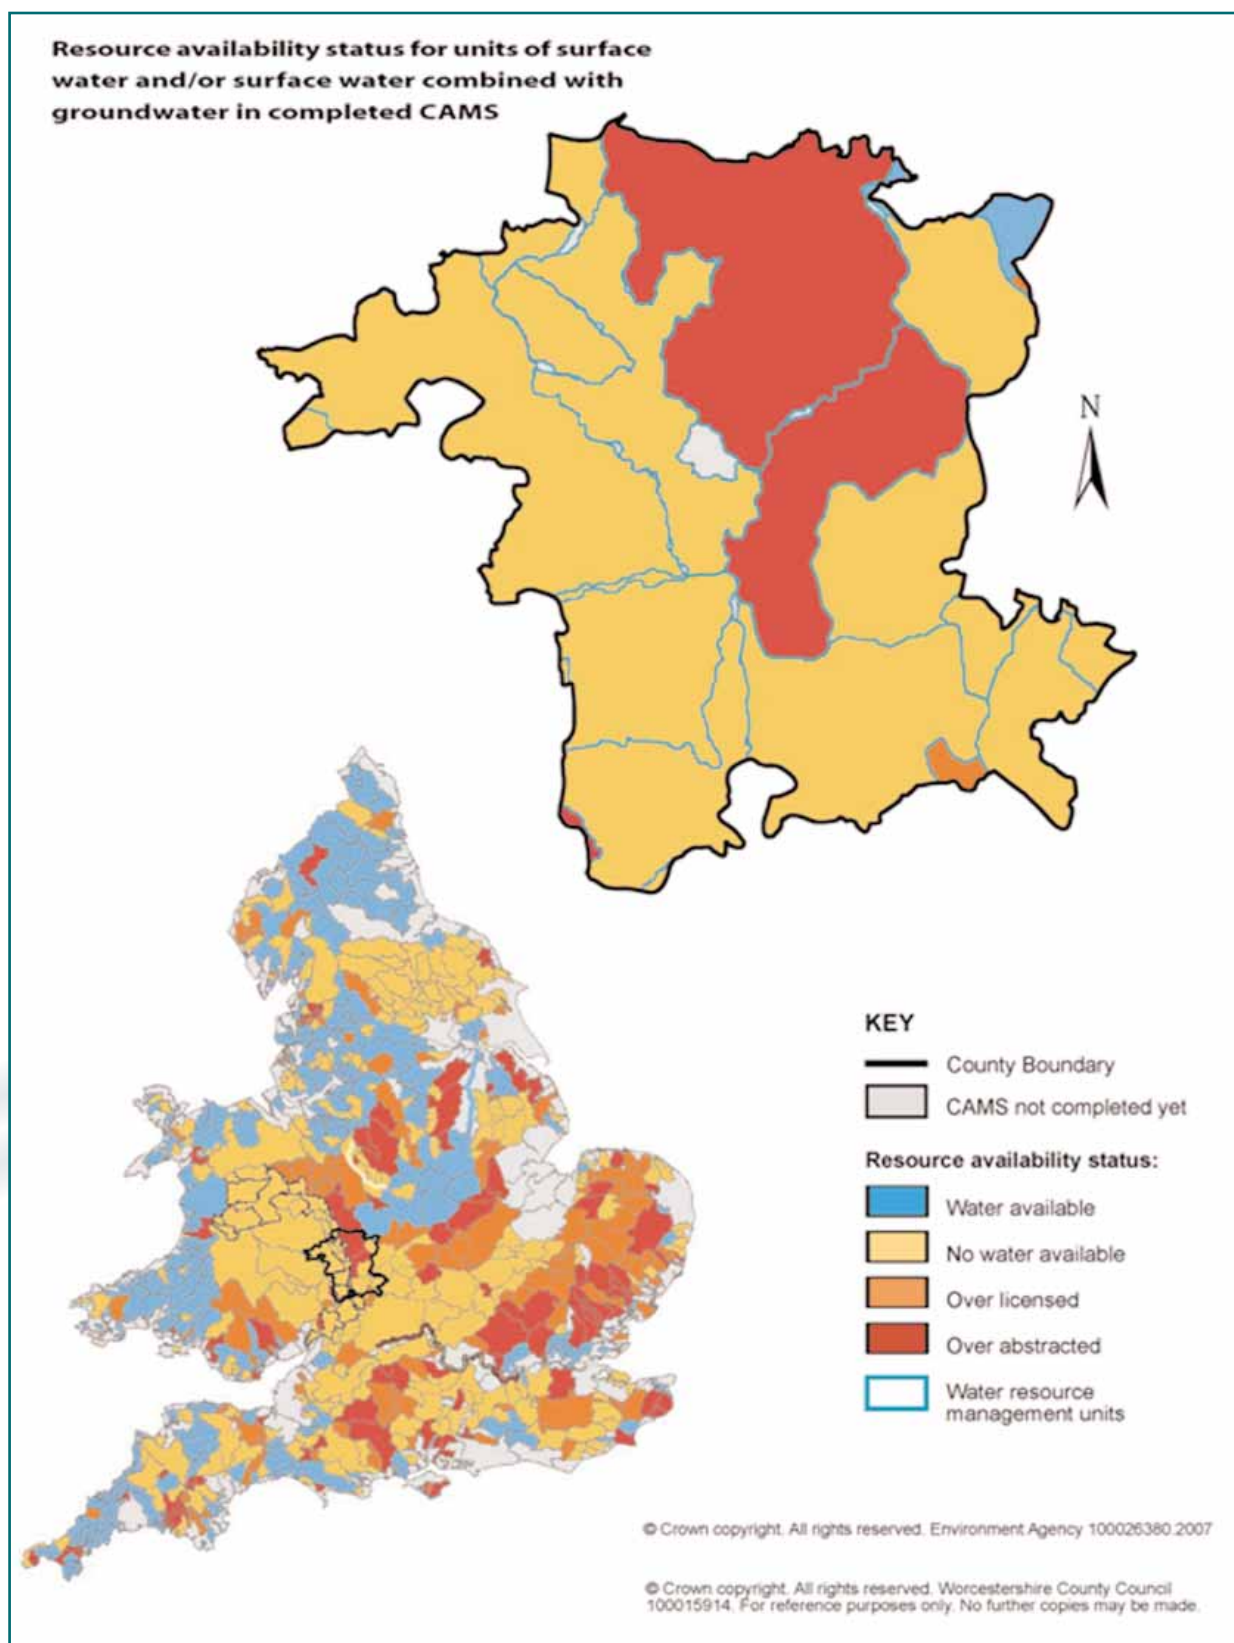 Resource availability status for units of surface
water and/or surface water combined with
groundwater in completed CAMS
N
KEY
County Boundary
CAMS not completed yet
Resource availability status:
Water available
No water available
Over licensed
Over abstracted
Water resource
management units
© Crown copyright. All rights reserved. Environment Agency 100026380.2007
© Crown copyright. All rights reserved. Worcestershire County Council
100015914. For reference purposes only. No further copies may be made.